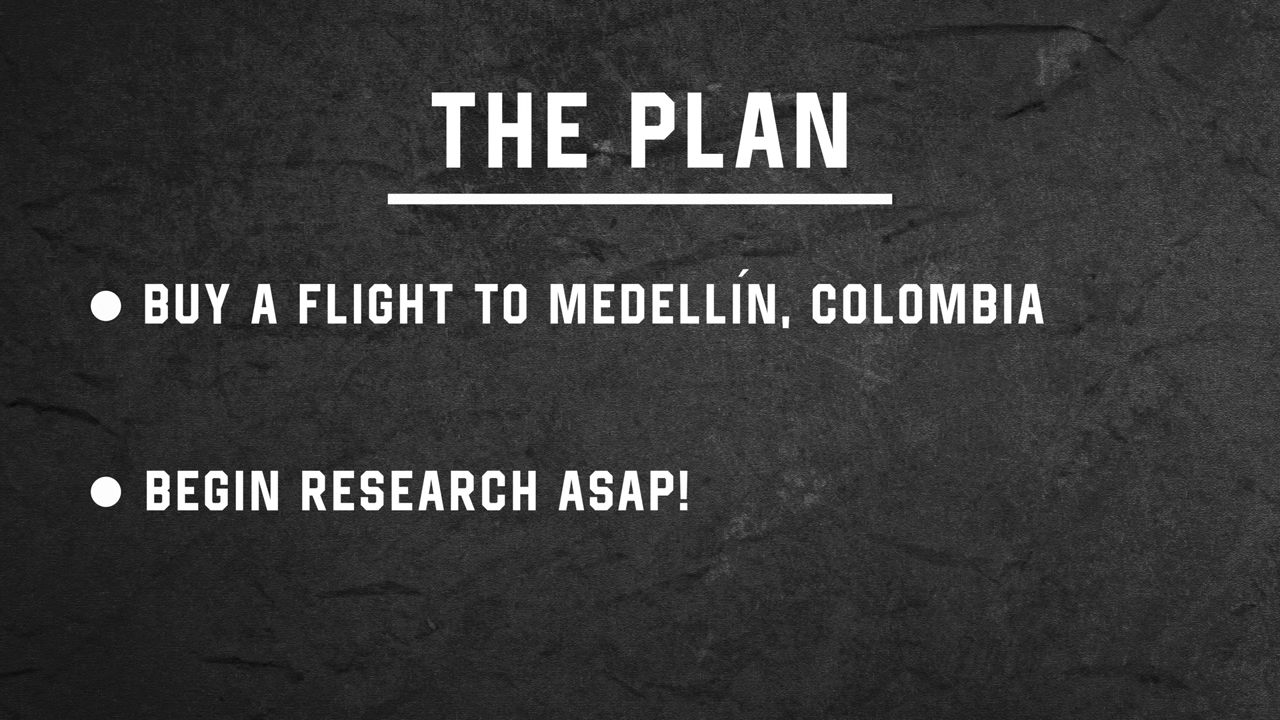 THE PLAN
● BUY A FLIGHT TO MEDELLÍN, COLOMBIA
● BEGIN RESEARCH ASAP!